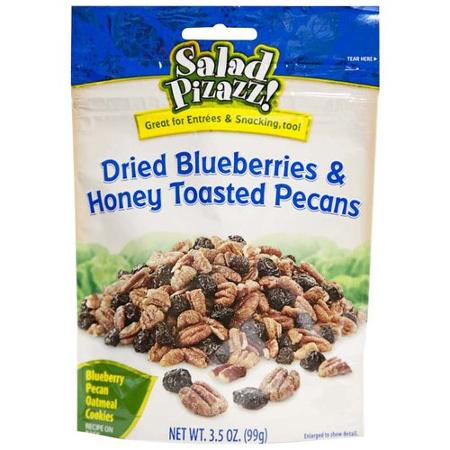 TEAR HERE
Salad
Pizazz!
Great for Entrées & Snacking, too!
Dried Blueberries &
Honey Toasted Pecans
Blueberry
Pecan
Oatmeal
Cookies
RECIPE ON
NET WT. 3.5 OZ. (99g)
Enlarged to show detail.